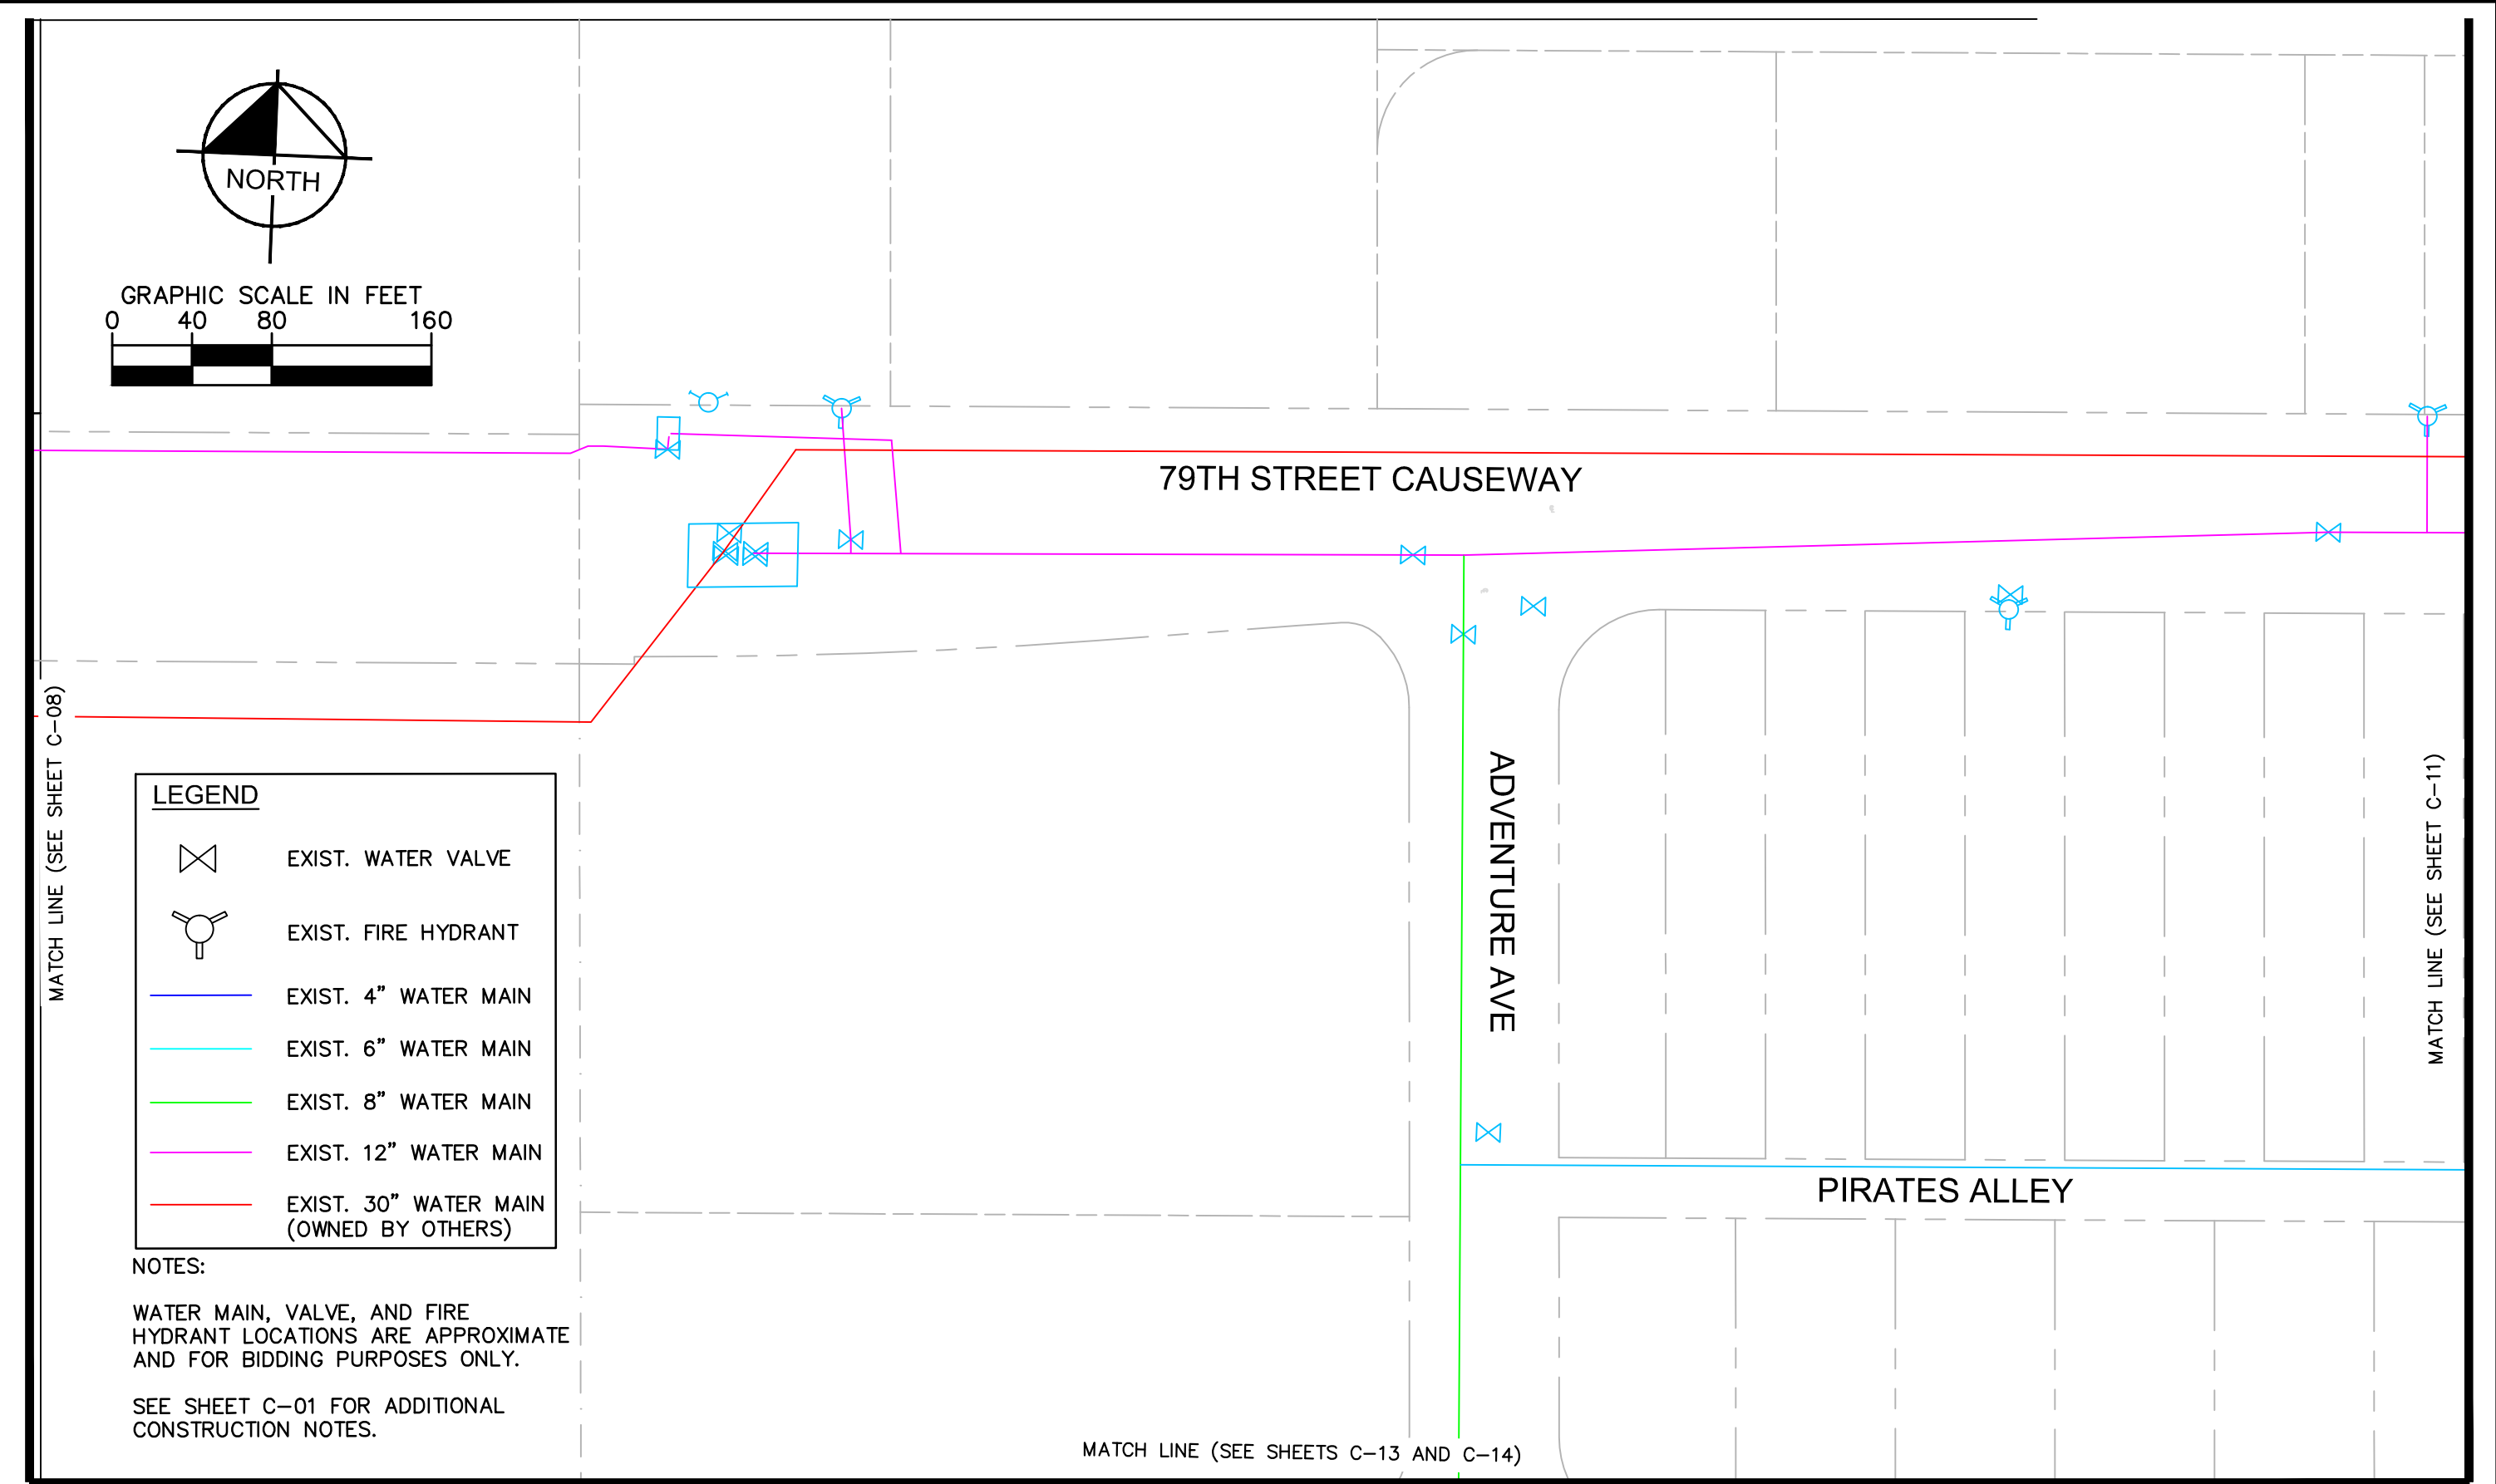 NORTH
GRAPHIC SCALE IN FEET
0 40 80 160
79TH STREET CAUSEWAY
MATCH LINE (SEE SHEET C-08)
ADVENTURE AVE
MATCH LINE (SEE SHEET C-11)
LEGEND
EXIST. WATER VALVE
EXIST. FIRE HYDRANT
EXIST. 4" WATER MAIN
EXIST. 6" WATER MAIN
EXIST. 8" WATER MAIN
EXIST. 12" WATER MAIN
EXIST. 30" WATER MAIN
(OWNED BY OTHERS)
PIRATES ALLEY
NOTES:
WATER MAIN, VALVE, AND FIRE
HYDRANT LOCATIONS ARE APPROXIMATE
AND FOR BIDDING PURPOSES ONLY.
SEE SHEET C-01 FOR ADDITIONAL
CONSTRUCTION NOTES.
MATCH LINE (SEE SHEETS C-13 AND C-14)